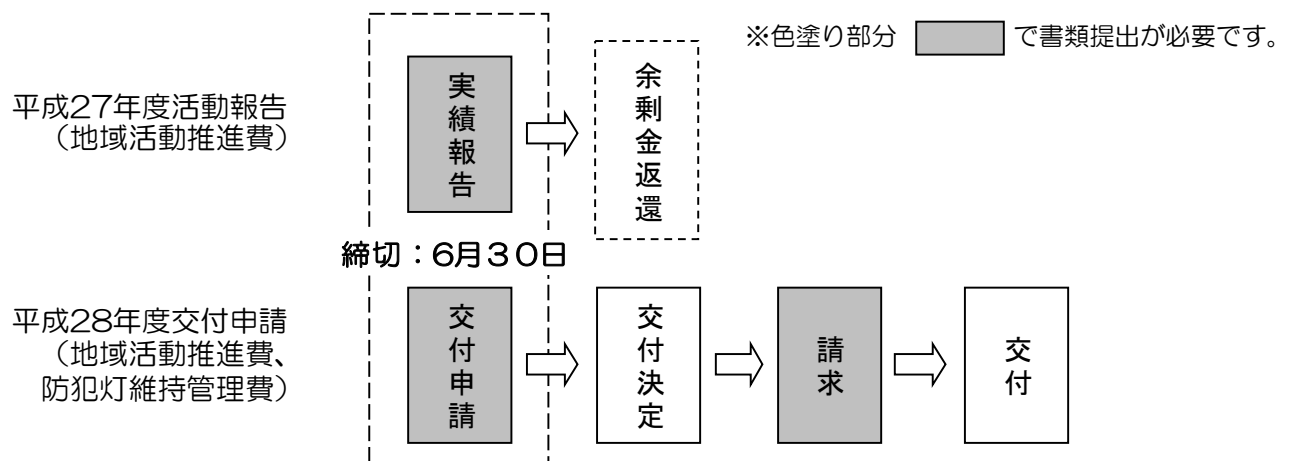 ※色塗り部分 で書類提出が必要です。
平成27年度活動報告
（地域活動推進費）
実績報告
余剰金返還
締切：6月30日
平成28年度交付申請
（地域活動推進費、
防犯灯維持管理費）
交付申請
交付決定
請求
交付